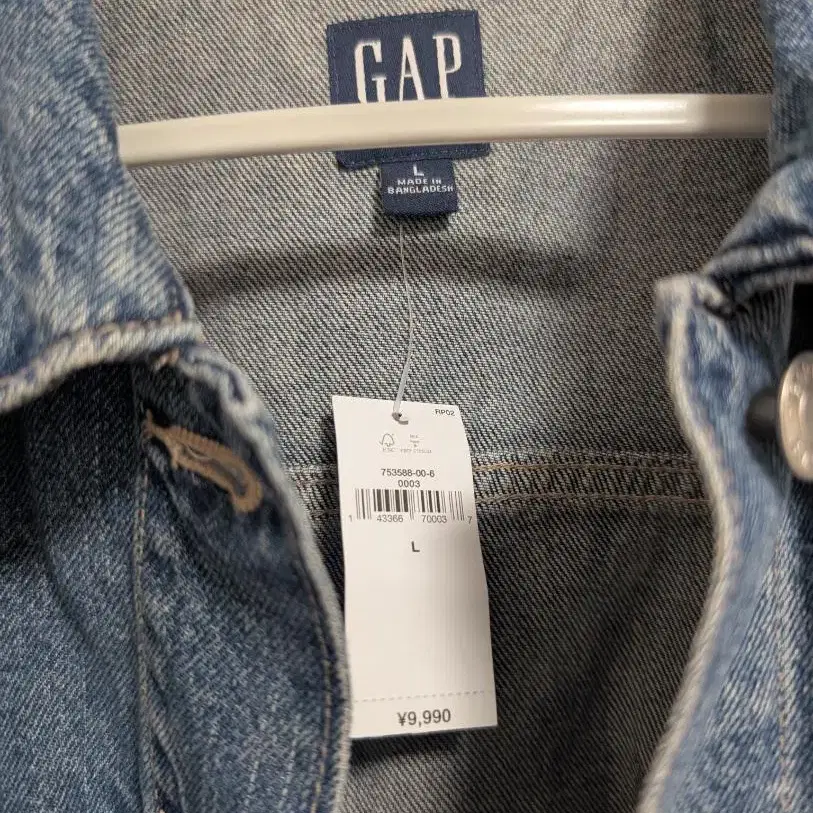 GAP
L
MADE IN
BANGLADESH
RP02
753588-00-6
0003
1 43366 70003 7
L
¥9,990